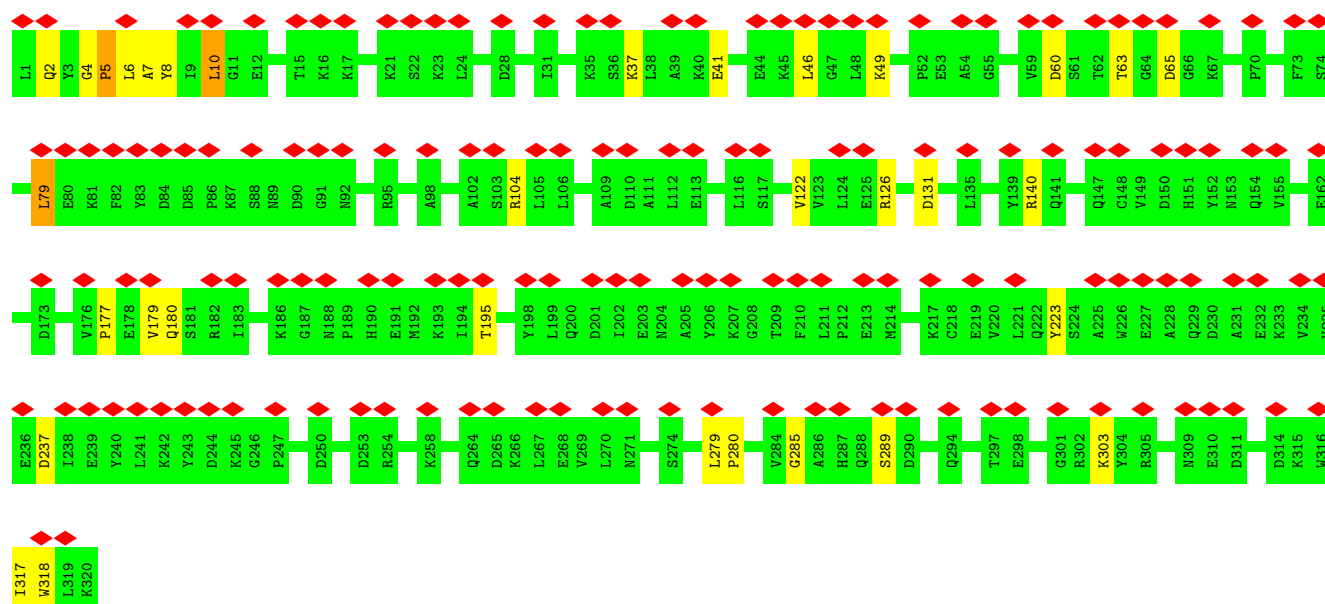 L1 Q2 Y3 G4 P5 L6 A7 Y8 I9 L10 G11 E12 T15 K16 K17 K21 S22 K23 L24 D28 I31 K35 S36 K37 L38 A39 K40 E41 E44 K45 L46 G47 L48 K49 P52 E53 A54 G55 V59 D60 S61 T62 T63 G64 D65 G66 K67 P70 F73 S74
L79 E80 K81 F82 Y83 D84 D85 P86 K87 S88 N89 D90 G91 N92 R95 A98 A102 S103 R104 L105 L106 A109 D110 A111 L112 E113 L116 S117 V122 V123 L124 E125 R126 D131 L135 Y139 R140 Q141 Q147 C148 V149 D150 H151 Y152 N153 Q154 V155 E162
D173 V176 P177 E178 V179 Q180 S181 R182 I183 K186 G187 N188 P189 H190 E191 M192 K193 I194 T195 Y198 L199 Q200 D201 I202 E203 N204 A205 Y206 K207 G208 T209 F210 L211 P212 E213 M214 K217 C218 E219 V220 L221 Q222 Y223 S224 A225 W226 E227 A228 Q229 D230 A231 E232 K233 V234
E236 D237 I238 E239 Y240 L241 K242 Y243 D244 K245 G246 P247 D250 D253 R254 K258 Q264 D265 K266 L267 E268 V269 L270 N271 S274 L279 P280 V284 G285 A286 H287 Q288 S289 D290 Q294 T297 E298 G301 R302 K303 Y304 R305 N309 E310 D311 D314 K315 W316
I317 W318 L319 K320